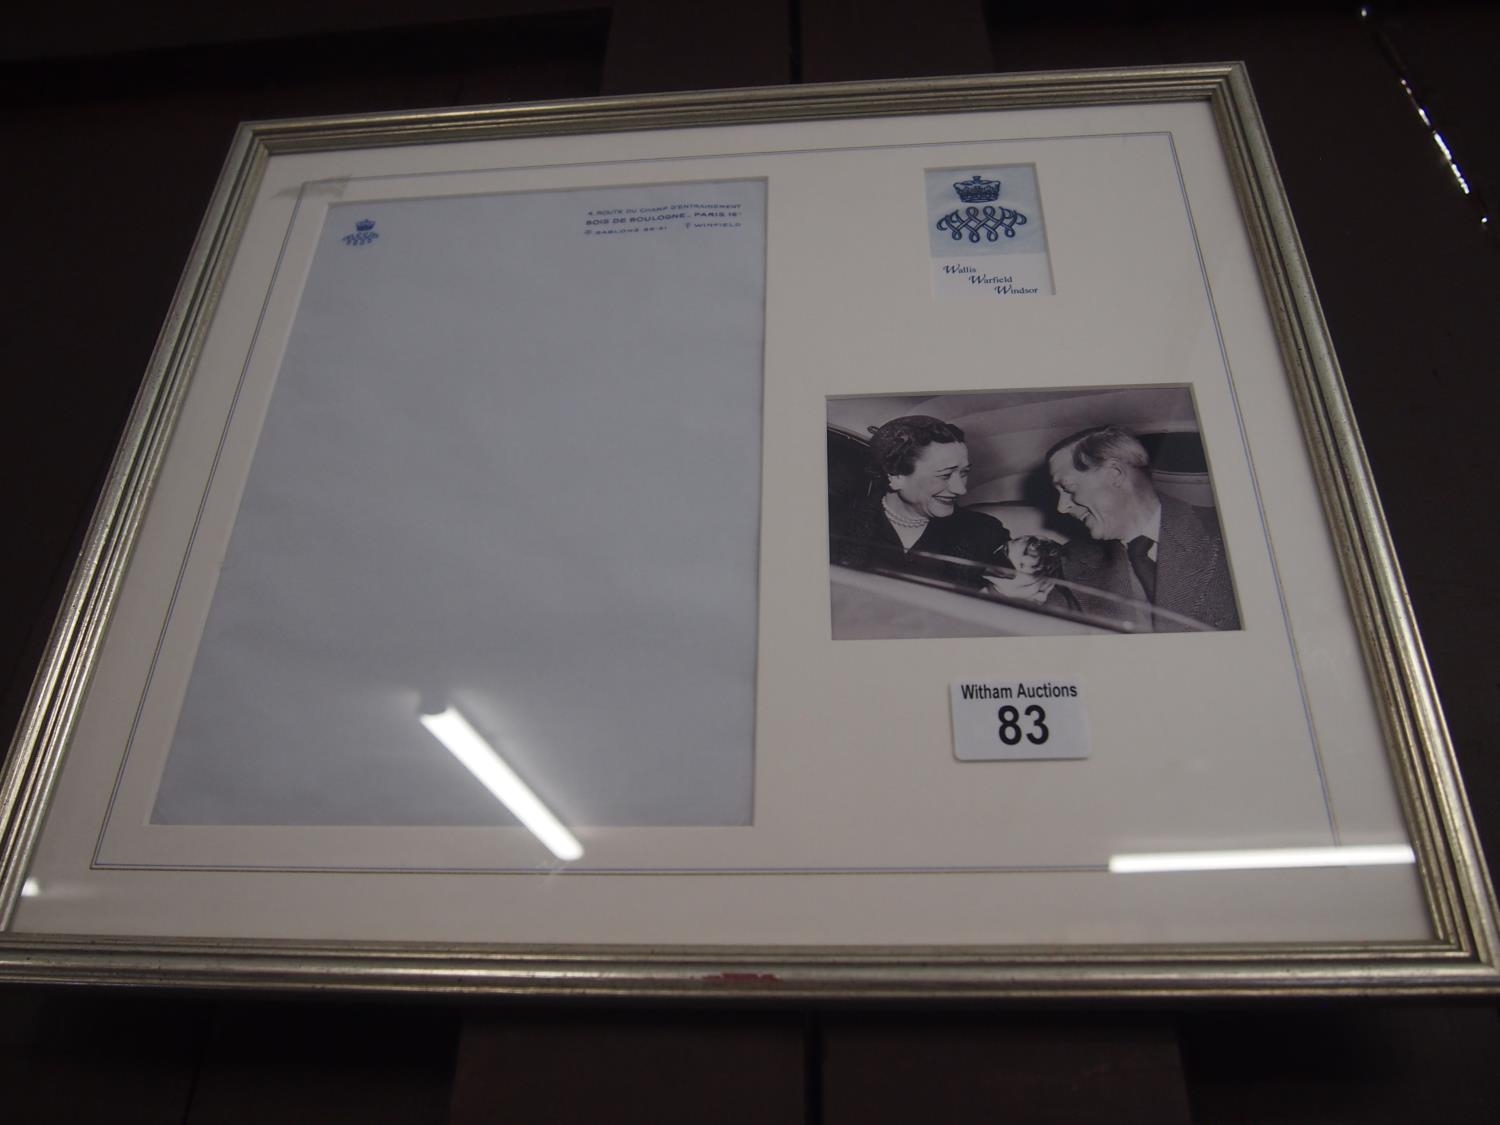 4, ROUTE DU CHAMP D'ENTRAINEMENT
BOIS DE BOULOGNE _ PARIS 16ᵉ
SABLONS 55-21 WINFIELD
Wallis
Warfield
Windsor
Witham Auctions
83